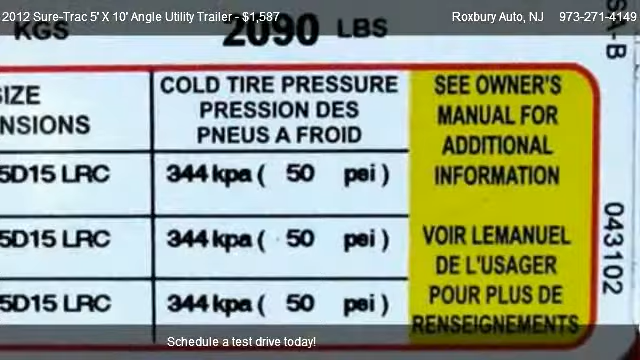 2012 Sure-Trac 5' X 10' Angle Utility Trailer - $1,587
Roxbury Auto, NJ 973-271-4149
KGS 2090 LBS
SA-B
IZE
NSIONS
COLD TIRE PRESSURE
PRESSION DES
PNEUS A FROID
5D15 LRC 344 kpa ( 50 psi )
5D15 LRC 344 kpa ( 50 psi )
5D15 LRC 344 kpa ( 50 psi )
SEE OWNER'S
MANUAL FOR
ADDITIONAL
INFORMATION
VOIR LEMANUEL
DE L'USAGER
POUR PLUS DE
RENSEIGNEMENTS
043102
Schedule a test drive today!